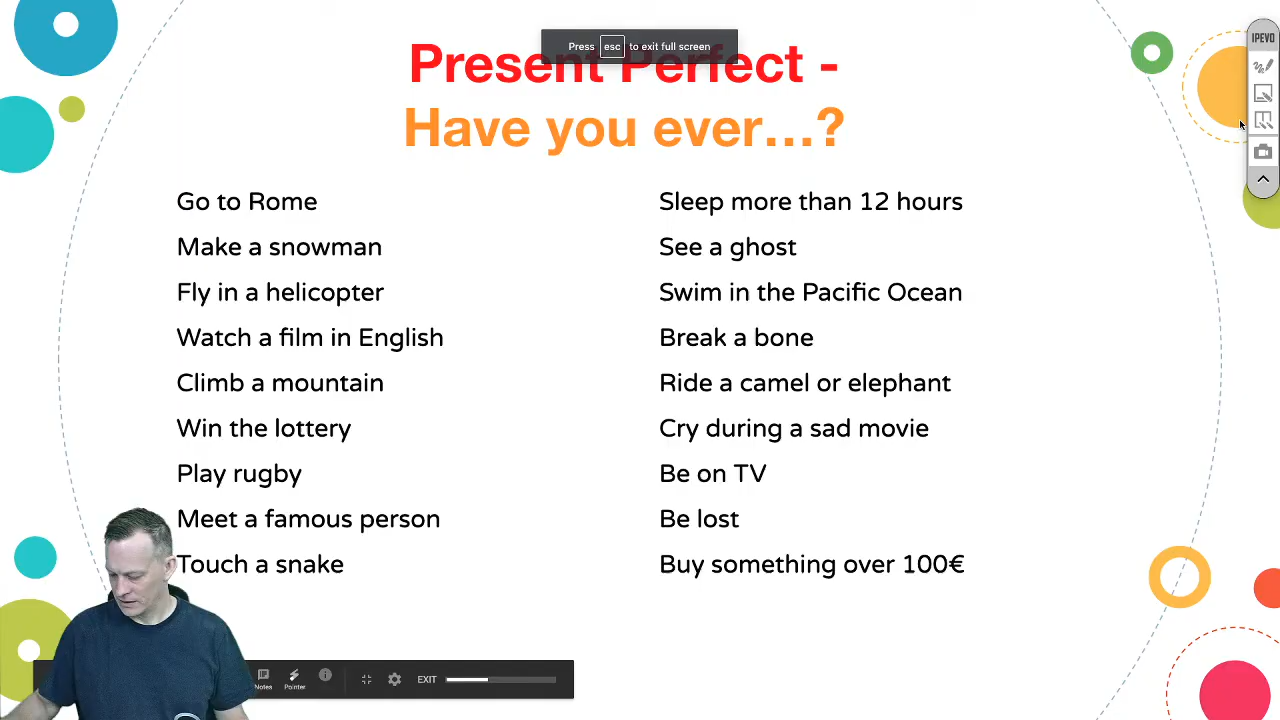 Press esc to exit full screen
Present Perfect -
Have you ever...?
Go to Rome
Make a snowman
Fly in a helicopter
Watch a film in English
Climb a mountain
Win the lottery
Play rugby
Meet a famous person
Touch a snake
Sleep more than 12 hours
See a ghost
Swim in the Pacific Ocean
Break a bone
Ride a camel or elephant
Cry during a sad movie
Be on TV
Be lost
Buy something over 100€
IPEVO
Notes
Pointer
EXIT